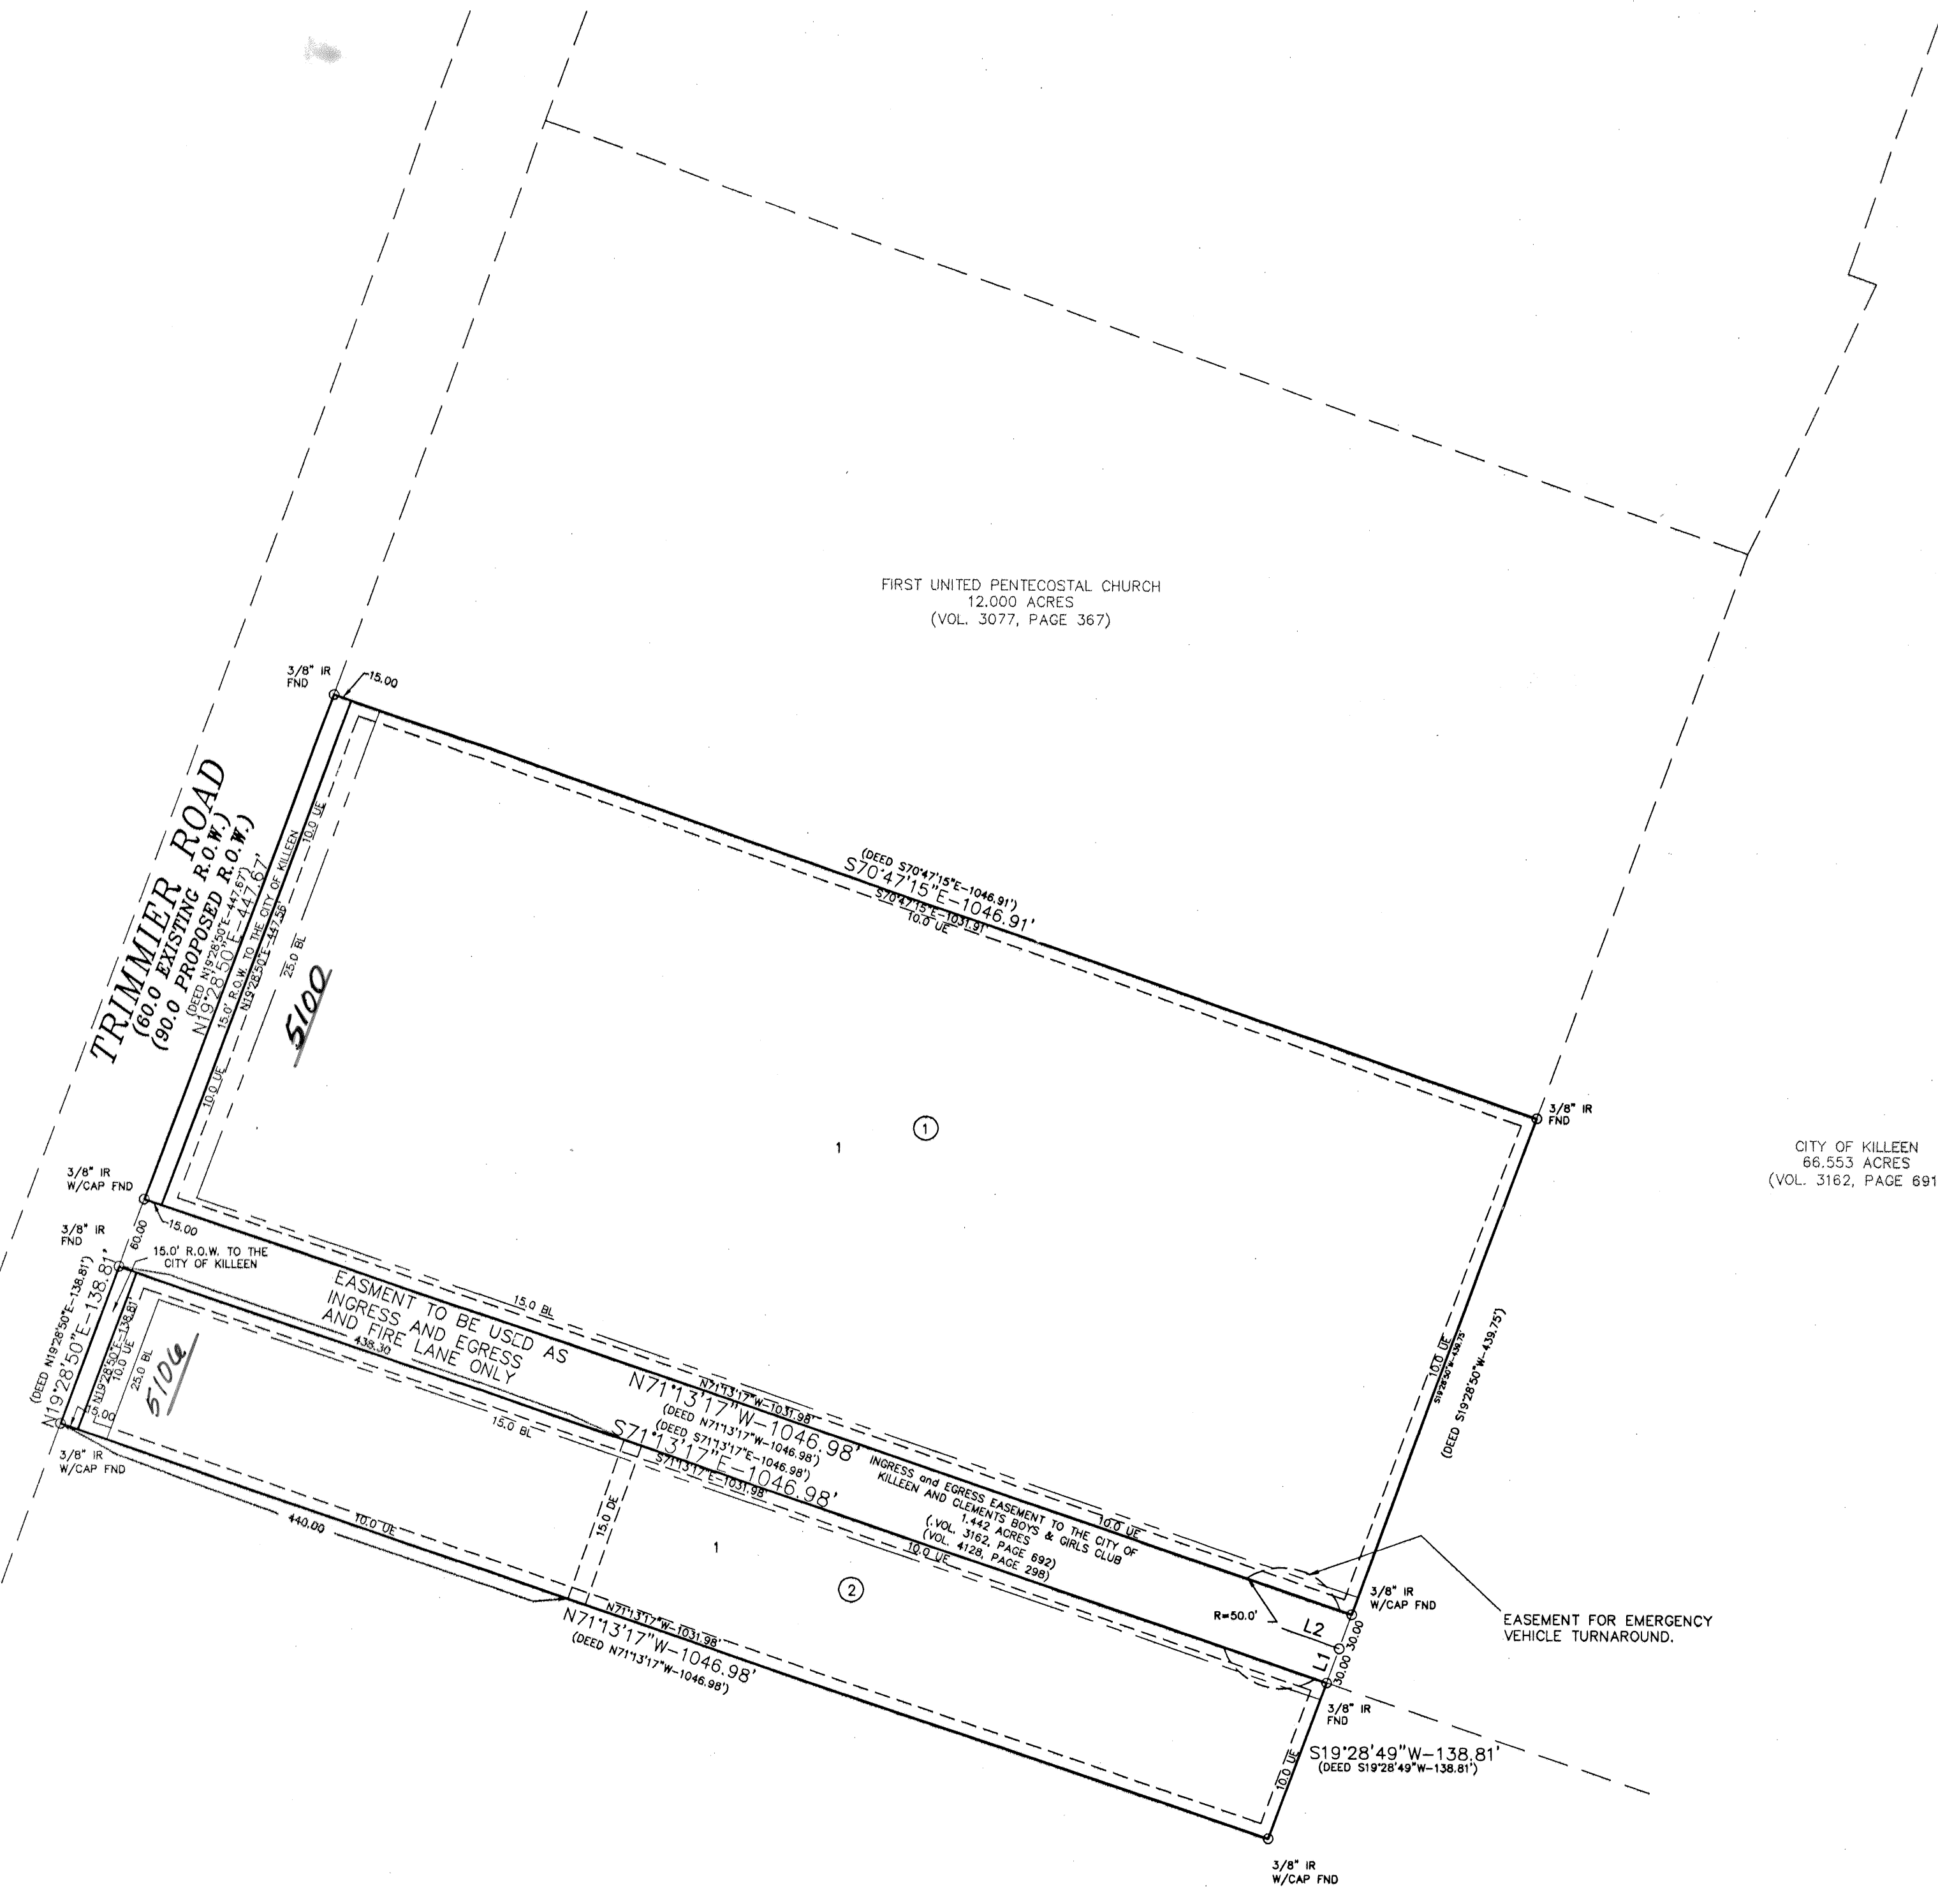 FIRST UNITED PENTECOSTAL CHURCH
12.000 ACRES
(VOL. 3077, PAGE 367)
3/8" IR
FND
15.00
TRIMMIER ROAD
(60.0 EXISTING R.O.W.)
(90.0 PROPOSED R.O.W.)
(DEED N19°28'50"E-447.67')
N19°28'50"E-447.67'
15.0' R.O.W. TO THE CITY OF KILLEEN
N19°28'50"E-447.56'
10.0 UE
10.0 UE
25.0 BL
5100
(DEED S70°47'15"E-1046.91')
S70°47'15"E-1046.91'
S70°47'15"E-1031.91'
10.0 UE
1
1
3/8" IR
FND
CITY OF KILLEEN
66.553 ACRES
(VOL. 3162, PAGE 691
3/8" IR
W/CAP FND
15.00
60.00
3/8" IR
FND
15.0' R.O.W. TO THE
CITY OF KILLEEN
(DEED N19°28'50"E-138.81')
N19°28'50"E-138.81'
N19°28'50"E-138.81'
10.0 UE
25.0 BL
5106
15.00
3/8" IR
W/CAP FND
EASMENT TO BE USED AS
INGRESS AND EGRESS
AND FIRE LANE ONLY
438.30
15.0 BL
15.0 BL
N71°13'17"W-1031.98'
N71°13'17"W-1046.98'
(DEED N71°13'17"W-1046.98')
(DEED S71°13'17"E-1046.98')
S71°13'17"E-1046.98'
S71°13'17"E-1031.98
INGRESS and EGRESS EASEMENT TO THE CITY OF
KILLEEN AND CLEMENTS BOYS & GIRLS CLUB
1.442 ACRES
(.VOL. 3162, PAGE 692)
(VOL. 4128, PAGE 298)
10.0 UE
10.0 UE
10.0 UE
S19°28'50"W-439.75'
(DEED S19°28'50"W-439.75')
440.00
10.0 UE
15.0 DE
1
2
N71°13'17"W-1031.98'
N71°13'17"W-1046.98'
(DEED N71°13'17"W-1046.98')
R=50.0'
L2
L1
30.00
30.00
3/8" IR
W/CAP FND
EASEMENT FOR EMERGENCY
VEHICLE TURNAROUND.
3/8" IR
FND
S19°28'49"W-138.81'
(DEED S19°28'49"W-138.81')
10.0 UE
3/8" IR
W/CAP FND